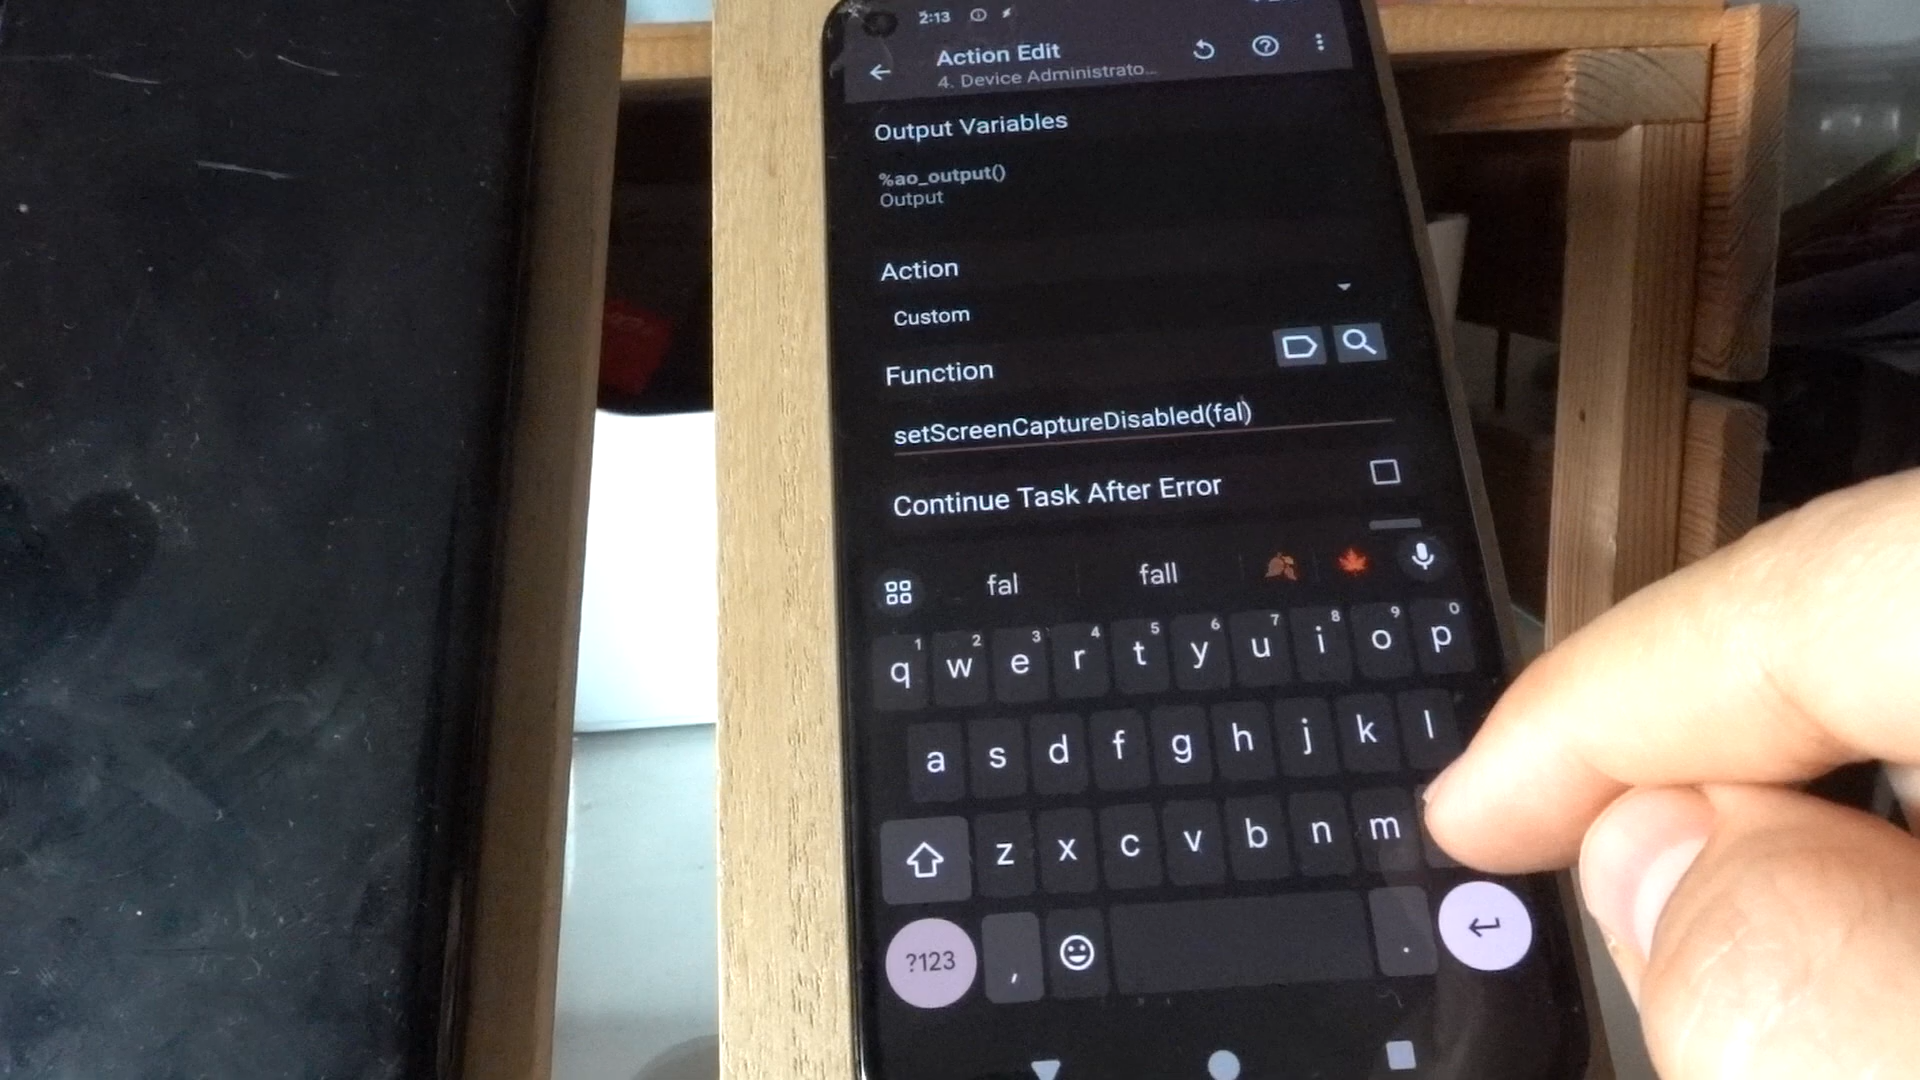 2:13
Action Edit
4. Device Administrato...
Output Variables
%ao_output()
Output
Action
Custom
Function
setScreenCaptureDisabled(fal)
Continue Task After Error
fal fall
1 2 3 4 5 6 7 8 9 0
q w e r t y u i o p
a s d f g h j k l
z x c v b n m
?123 , .